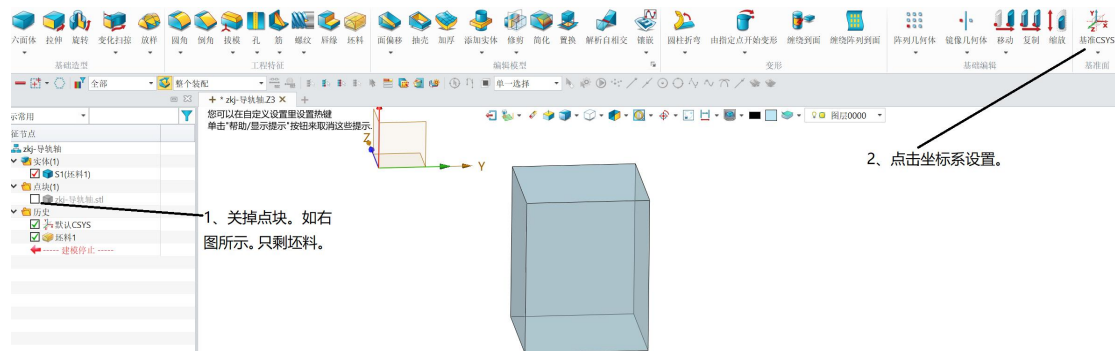 六面体 拉伸 旋转 变化扫掠 放样 圆角 倒角 拔模 孔 筋 螺纹 唇缘 坯料 面偏移 抽壳 加厚 添加实体 修剪 简化 置换 解析自相交 镶嵌 圆柱折弯 由指定点开始变形 缠绕到面 缠绕阵列到面 阵列几何体 镜像几何体 移动 复制 缩放 基准CSYS
基础造型 工程特征 编辑模型 变形 基础编辑 基准面
全部 整个装配 单一选择
+ * zkj-导轨轴.Z3 × +
示常用
您可以在自定义设置里设置热键
单击"帮助/显示提示"按钮来取消这些提示.
图层0000
征节点
zkj-导轨轴
实体(1)
S1(坯料1)
点块(1)
zkj-导轨轴.stl
历史
默认CSYS
坯料1
----- 建模停止 -----
Z
Y
1、关掉点块。如右
图所示。只剩坯料。
2、点击坐标系设置。